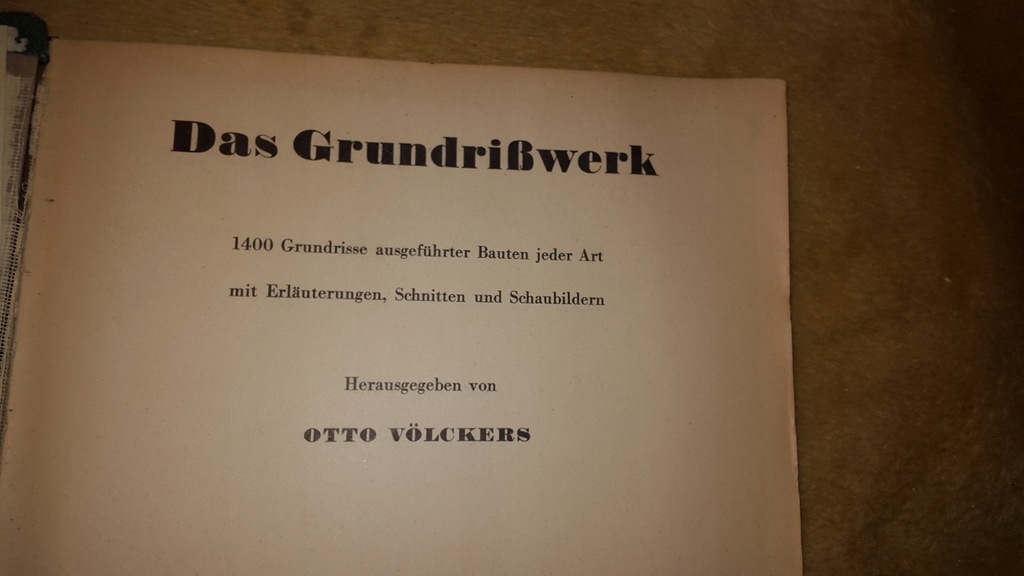 Das Grundrißwerk
1400 Grundrisse ausgeführter Bauten jeder Art
mit Erläuterungen, Schnitten und Schaubildern
Herausgegeben von
OTTO VÖLCKERS